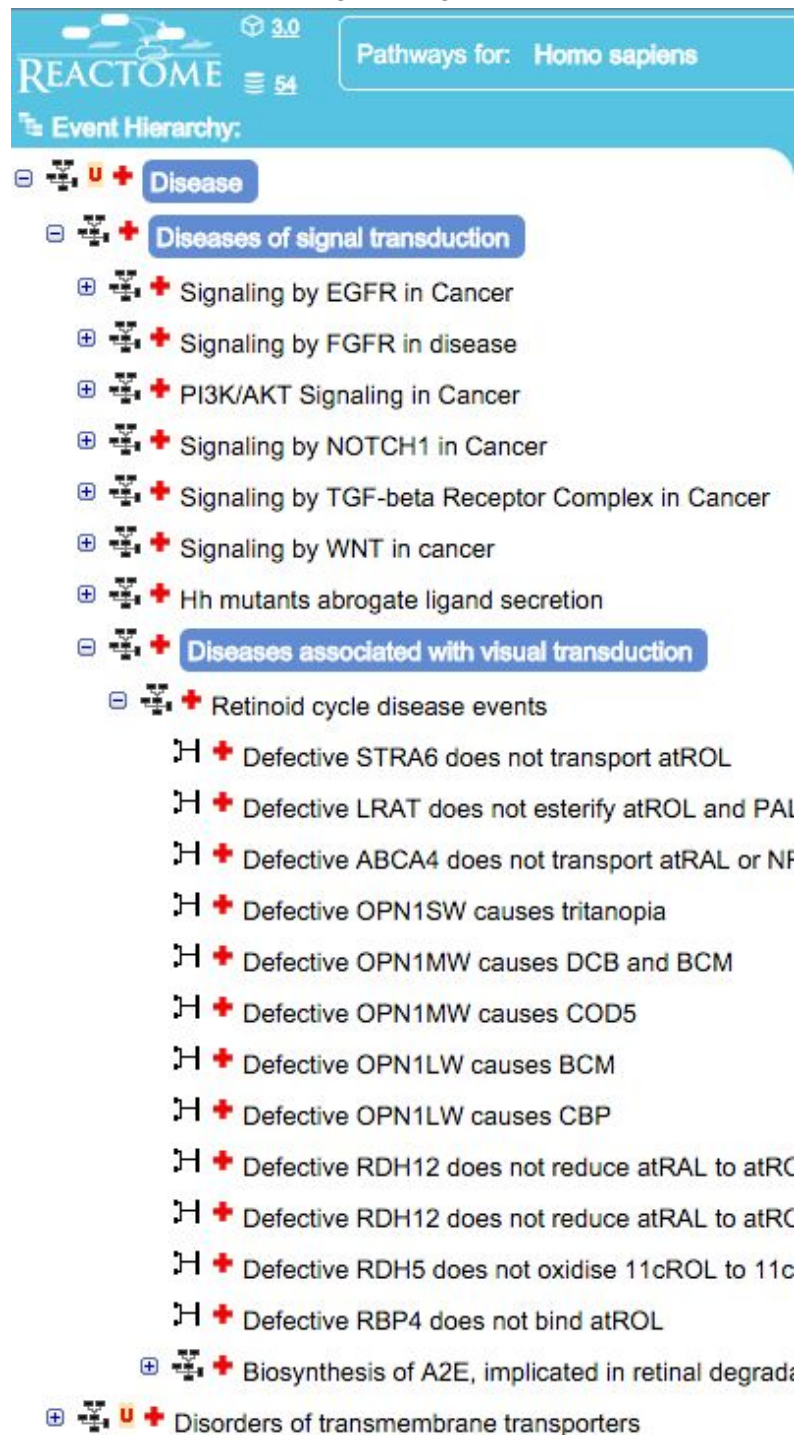 3.0
REACTOME
54
Pathways for: Homo sapiens
Event Hierarchy:
U Disease
Diseases of signal transduction
Signaling by EGFR in Cancer
Signaling by FGFR in disease
PI3K/AKT Signaling in Cancer
Signaling by NOTCH1 in Cancer
Signaling by TGF-beta Receptor Complex in Cancer
Signaling by WNT in cancer
Hh mutants abrogate ligand secretion
Diseases associated with visual transduction
Retinoid cycle disease events
Defective STRA6 does not transport atROL
Defective LRAT does not esterify atROL and PAL
Defective ABCA4 does not transport atRAL or
Defective OPN1SW causes tritanopia
Defective OPN1MW causes DCB and BCM
Defective OPN1MW causes COD5
Defective OPN1LW causes BCM
Defective OPN1LW causes CBP
Defective RDH12 does not reduce atRAL to
Defective RDH12 does not reduce atRAL to
Defective RDH5 does not oxidise 11cROL to 11c
Defective RBP4 does not bind atROL
Biosynthesis of A2E, implicated in retinal degrada
U Disorders of transmembrane transporters